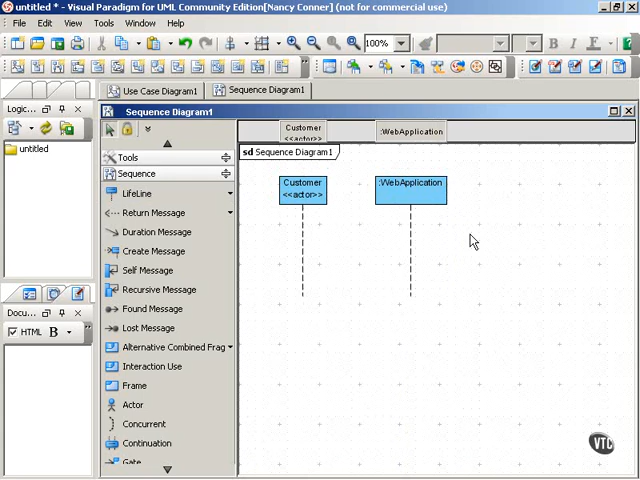 untitled * - Visual Paradigm for UML Community Edition[Nancy Conner] (not for commercial use)
File Edit View Tools Window Help
100%
B I F
Use Case Diagram1 Sequence Diagram1
Logic...
untitled
Sequence Diagram1
Customer
<<actor>>
:WebApplication
sd Sequence Diagram1
Customer
<<actor>>
:WebApplication
Tools
Sequence
LifeLine
Return Message
Duration Message
Create Message
Self Message
Recursive Message
Found Message
Lost Message
Alternative Combined Frag
Interaction Use
Frame
Actor
Concurrent
Continuation
Gate
Docu...
HTML B
VTC